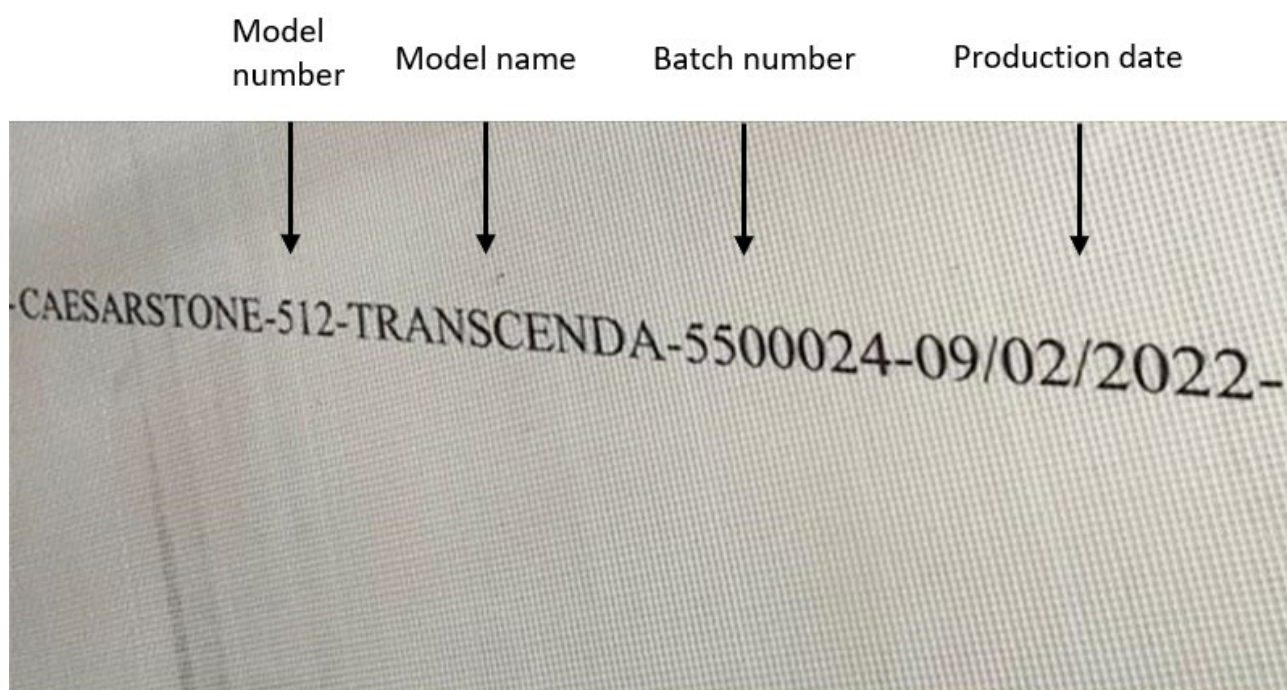 Model
number
Model name
Batch number
Production date
-CAESARSTONE-512-TRANSCENDA-5500024-09/02/2022-